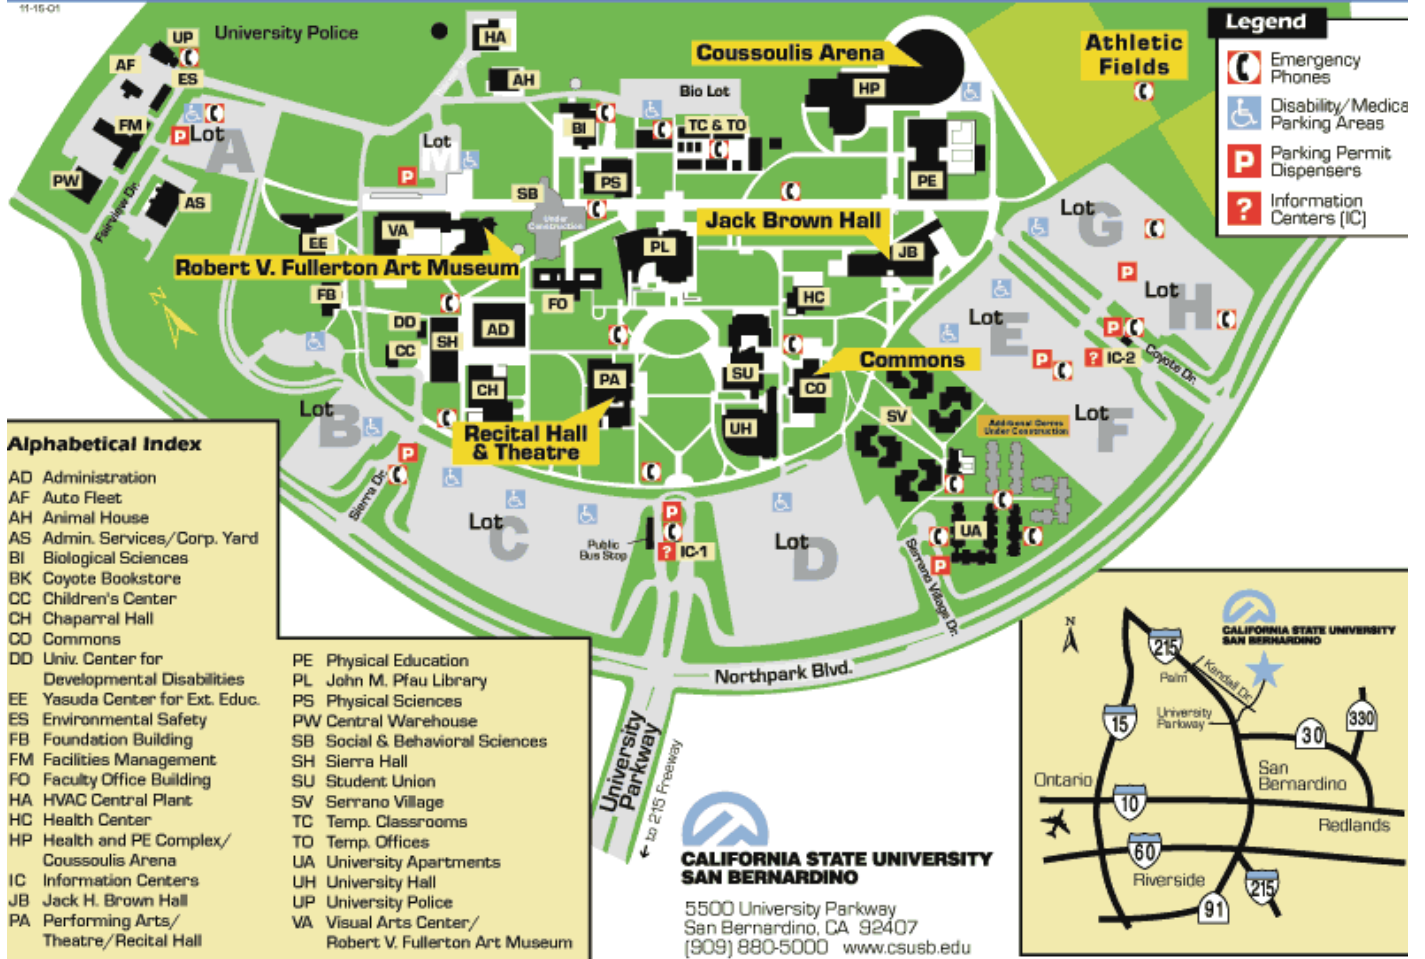 11-15-01
UP
University Police
HA
AF
ES
AH
Coussoulis Arena
HP
Athletic
Fields
Legend
Emergency
Phones
Disability/Medica
Parking Areas
P
Parking Permit
Dispensers
?
Information
Centers (IC)
Bio Lot
FM
P
Lot
A
Lot
M
BI
TC & TO
PW
AS
Fairview Dr.
P
SB
PS
PE
Under
Construction
VA
EE
PL
Jack Brown Hall
JB
Lot
G
Robert V. Fullerton Art Museum
N
FB
FO
HC
P
Lot
H
Lot
E
DD
SH
AD
CC
P
P
? IC-2
Coyote Dr.
Commons
CH
PA
SU
CO
UH
SV
Lot
B
Recital Hall
& Theatre
Additional Dorms
Under Construction
Lot
F
P
Sierra Dr.
Lot
C
Public
Bus Stop
P
? IC-1
Lot
D
UA
P
Serrano Village Dr.
Northpark Blvd.
University
Parkway
← to 215 Freeway
Alphabetical Index
AD Administration
AF Auto Fleet
AH Animal House
AS Admin. Services/Corp. Yard
BI Biological Sciences
BK Coyote Bookstore
CC Children's Center
CH Chaparral Hall
CO Commons
DD Univ. Center for
Developmental Disabilities
EE Yasuda Center for Ext. Educ.
ES Environmental Safety
FB Foundation Building
FM Facilities Management
FO Faculty Office Building
HA HVAC Central Plant
HC Health Center
HP Health and PE Complex/
Coussoulis Arena
IC Information Centers
JB Jack H. Brown Hall
PA Performing Arts/
Theatre/Recital Hall
PE Physical Education
PL John M. Pfau Library
PS Physical Sciences
PW Central Warehouse
SB Social & Behavioral Sciences
SH Sierra Hall
SU Student Union
SV Serrano Village
TC Temp. Classrooms
TO Temp. Offices
UA University Apartments
UH University Hall
UP University Police
VA Visual Arts Center/
Robert V. Fullerton Art Museum
CALIFORNIA STATE UNIVERSITY
SAN BERNARDINO
5500 University Parkway
San Bernardino, CA 92407
(909) 880-5000 www.csusb.edu
N
CALIFORNIA STATE UNIVERSITY
SAN BERNARDINO
215
Palm
Kendall Dr.
University
Parkway
15
30
330
San
Bernardino
Ontario
10
Redlands
60
Riverside
215
91